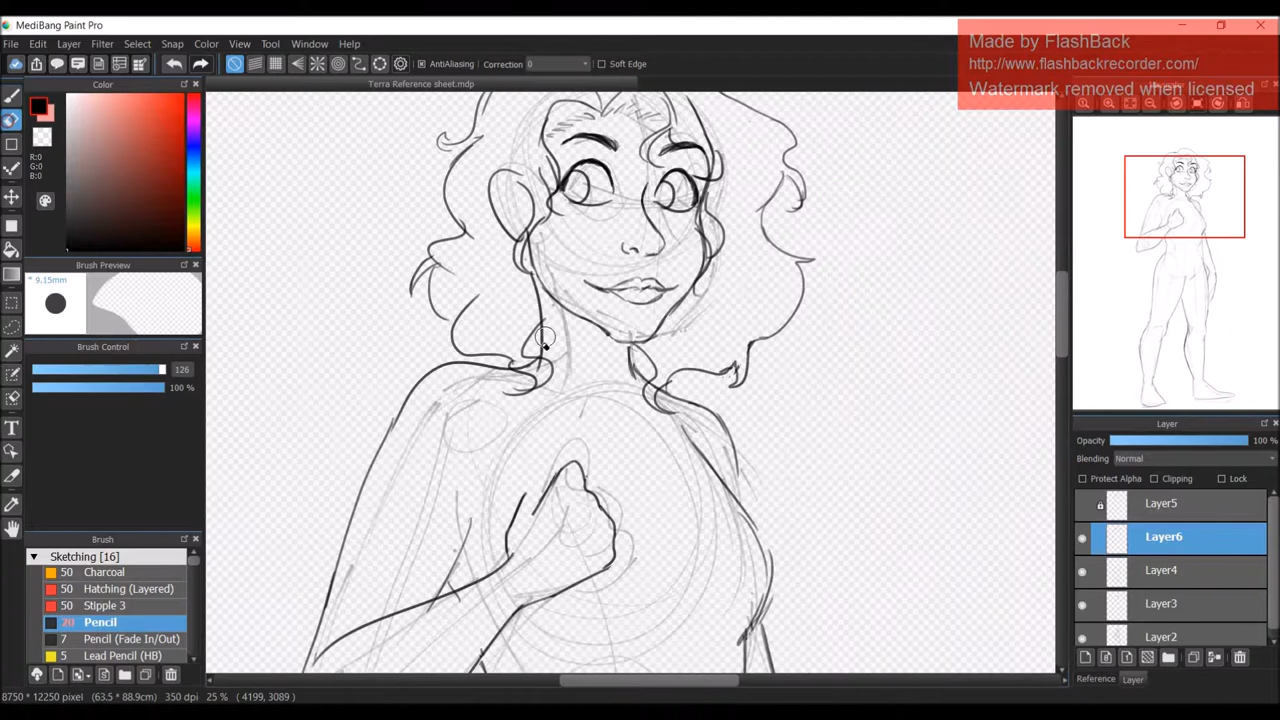 MediBang Paint Pro
Made by FlashBack
http://www.flashbackrecorder.com/
Watermark removed when licensed
File Edit Layer Filter Select Snap Color View Tool Window Help
AntiAliasing Correction 0 Soft Edge
Color
Terra Reference sheet.mdp
R:0
G:0
B:0
Brush Preview
* 9.15mm
Brush Control
126
100 %
Brush
Sketching [16]
50 Charcoal
50 Hatching (Layered)
50 Stipple 3
20 Pencil
7 Pencil (Fade In/Out)
5 Lead Pencil (HB)
Layer
Opacity 100 %
Blending Normal
Protect Alpha Clipping Lock
Layer5
Layer6
Layer4
Layer3
Layer2
Reference Layer
8750 * 12250 pixel (63.5 * 88.9cm) 350 dpi 25 % ( 4199, 3089 )